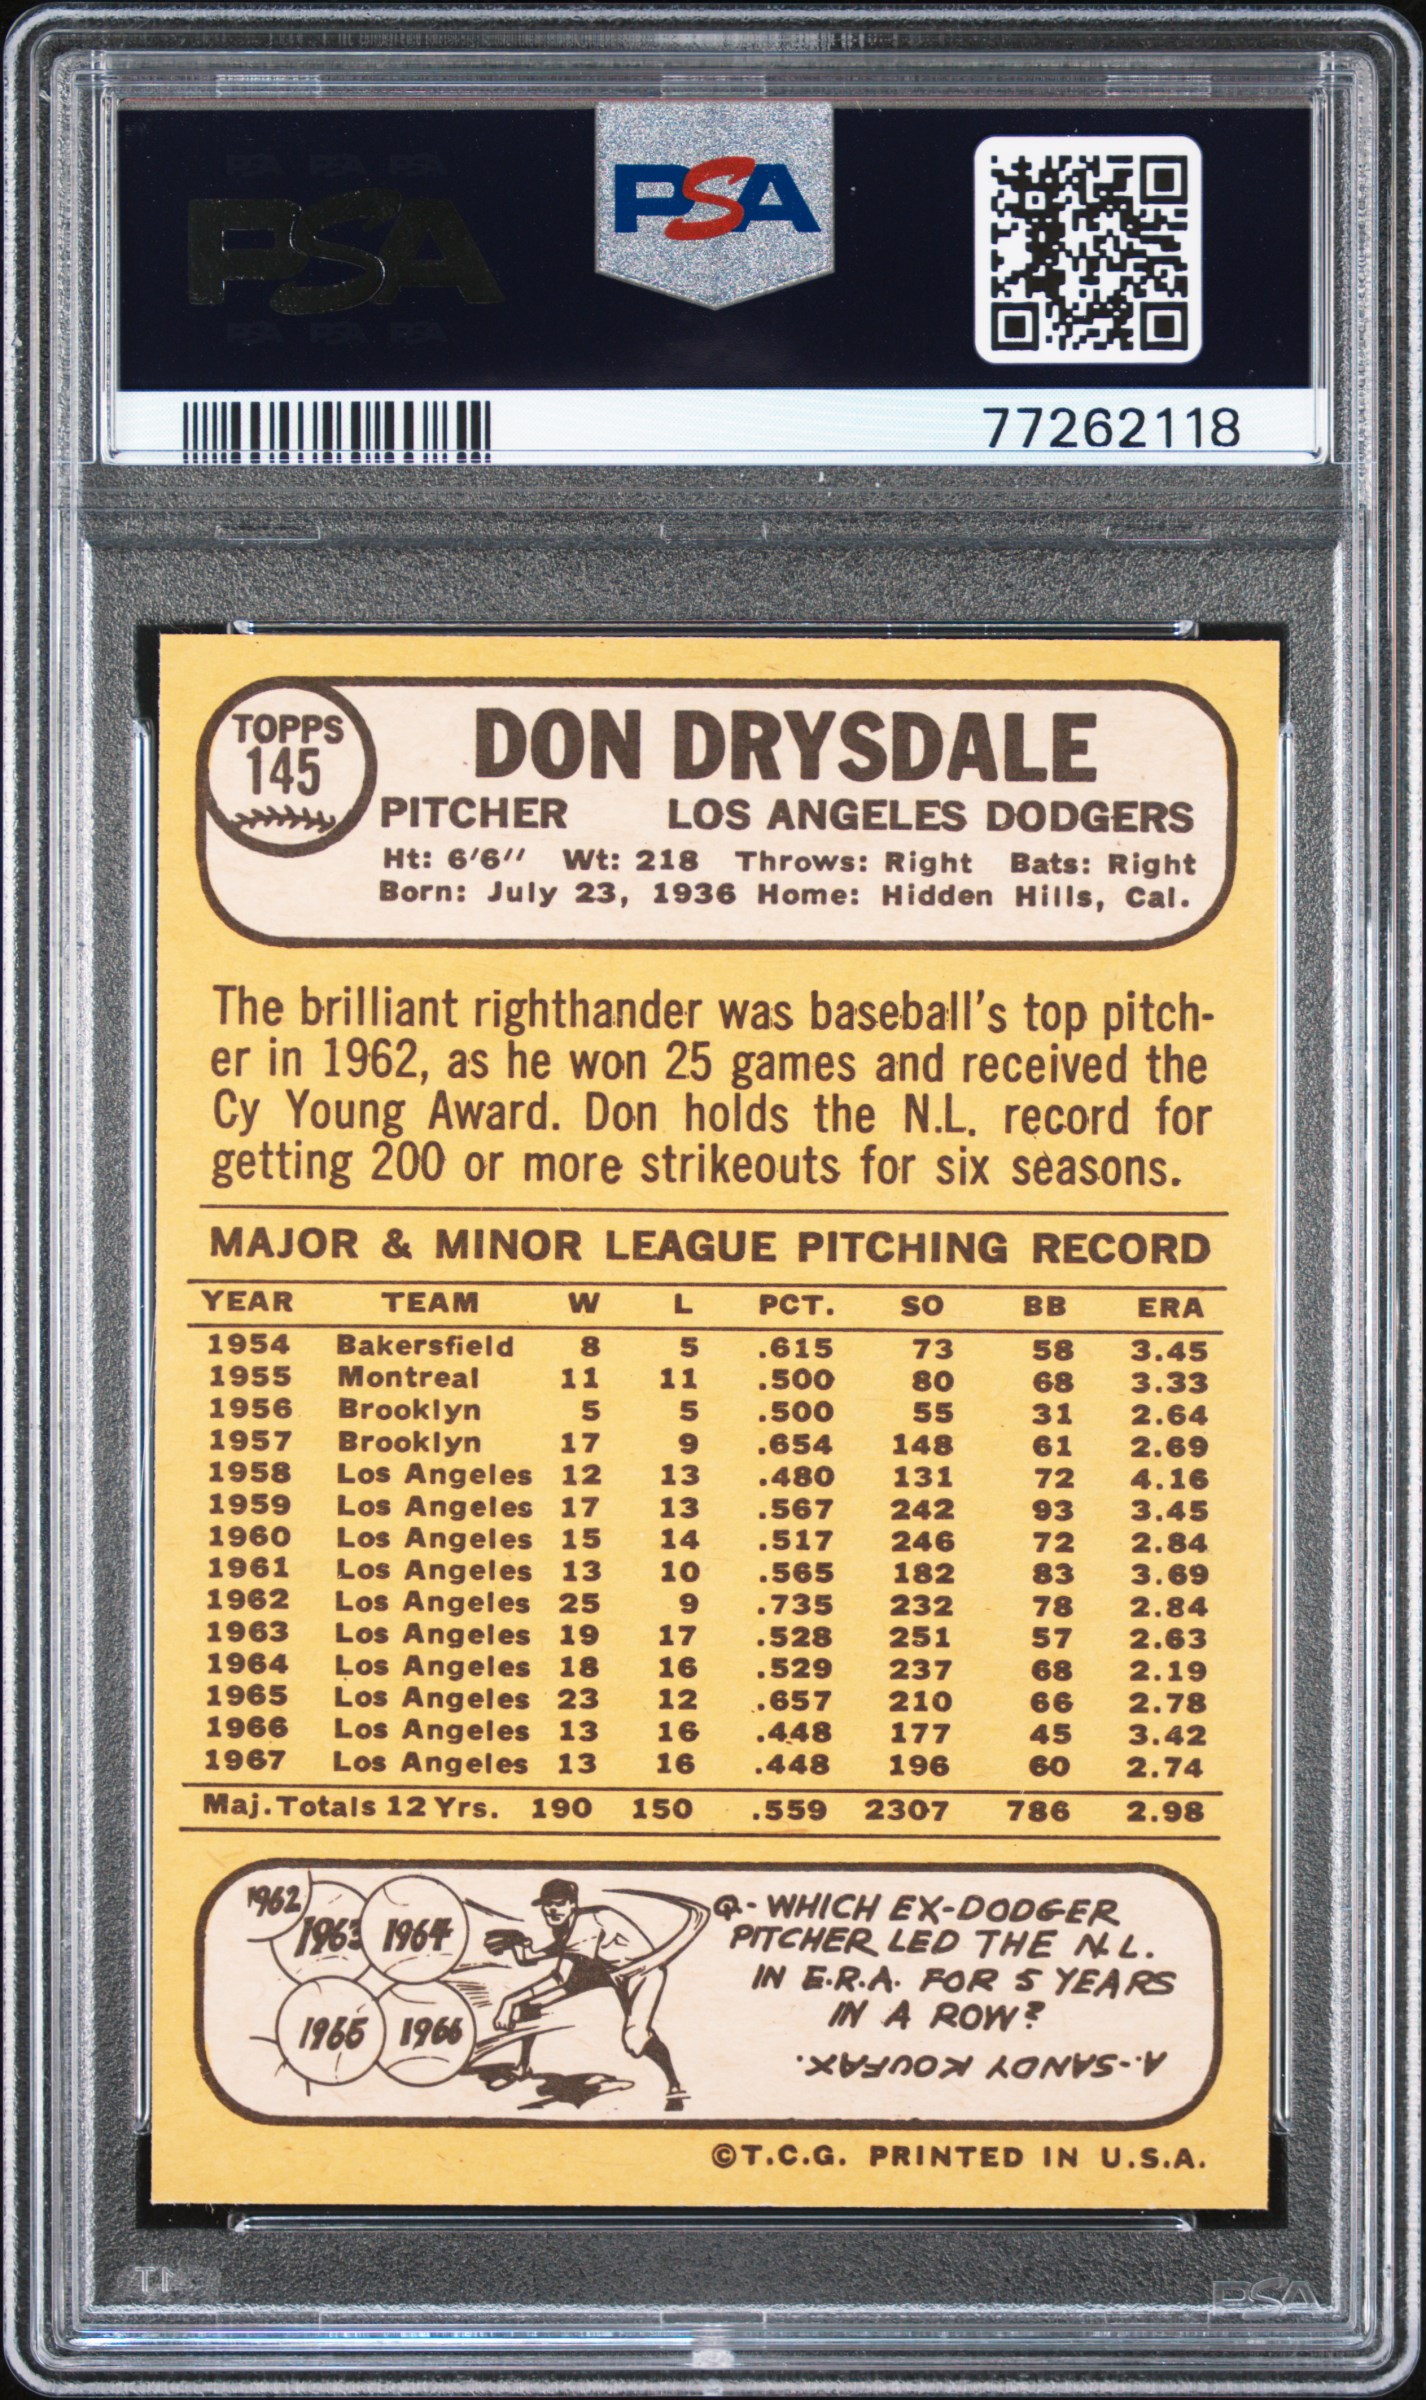 PSA PSA PSA
PSA
PSA PSA PSA
PSA
77262118
TOPPS
145
DON DRYSDALE
PITCHER LOS ANGELES DODGERS
Ht: 6'6" Wt: 218 Throws: Right Bats: Right
Born: July 23, 1936 Home: Hidden Hills, Cal.
The brilliant righthander was baseball's top pitch-
er in 1962, as he won 25 games and received the
Cy Young Award. Don holds the N.L. record for
getting 200 or more strikeouts for six seasons.
MAJOR & MINOR LEAGUE PITCHING RECORD
YEAR TEAM W L PCT. SO BB ERA
1954 Bakersfield 8 5 .615 73 58 3.45
1955 Montreal 11 11 .500 80 68 3.33
1956 Brooklyn 5 5 .500 55 31 2.64
1957 Brooklyn 17 9 .654 148 61 2.69
1958 Los Angeles 12 13 .480 131 72 4.16
1959 Los Angeles 17 13 .567 242 93 3.45
1960 Los Angeles 15 14 .517 246 72 2.84
1961 Los Angeles 13 10 .565 182 83 3.69
1962 Los Angeles 25 9 .735 232 78 2.84
1963 Los Angeles 19 17 .528 251 57 2.63
1964 Los Angeles 18 16 .529 237 68 2.19
1965 Los Angeles 23 12 .657 210 66 2.78
1966 Los Angeles 13 16 .448 177 45 3.42
1967 Los Angeles 13 16 .448 196 60 2.74
Maj. Totals 12 Yrs. 190 150 .559 2307 786 2.98
1962
1963 1964
1965 1966
Q.- WHICH EX-DODGER
PITCHER LED THE N.L.
IN E.R.A. FOR 5 YEARS
IN A ROW?
A.-SANDY KOUFAX.
©T.C.G. PRINTED IN U.S.A.
PSA